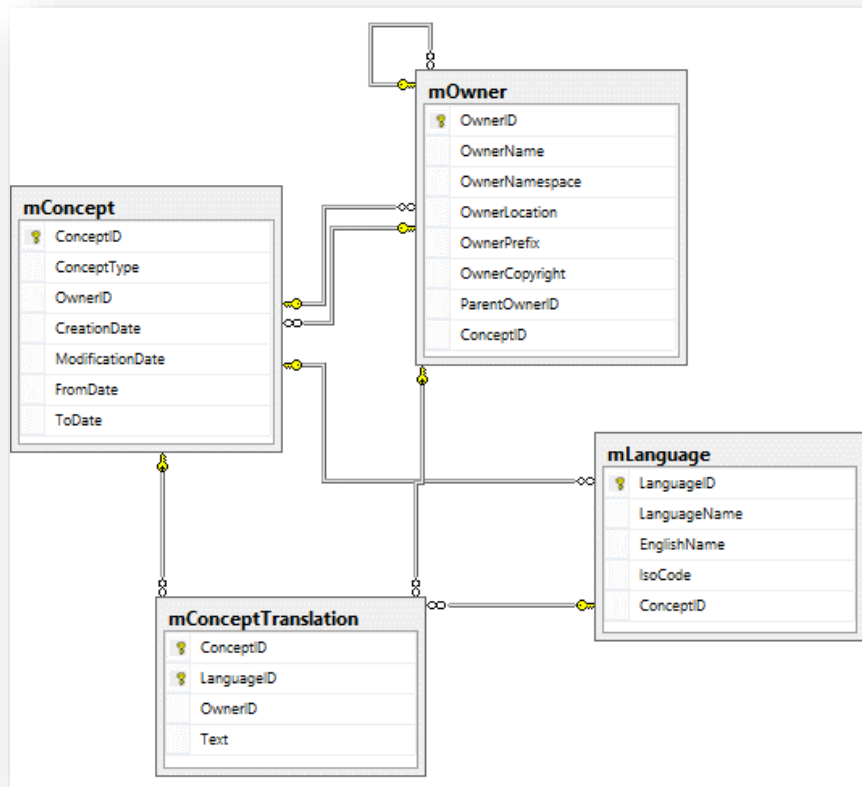 mOwner
OwnerID
OwnerName
OwnerNamespace
OwnerLocation
OwnerPrefix
OwnerCopyright
ParentOwnerID
ConceptID
mConcept
ConceptID
ConceptType
OwnerID
CreationDate
ModificationDate
FromDate
ToDate
mLanguage
LanguageID
LanguageName
EnglishName
IsoCode
ConceptID
mConceptTranslation
ConceptID
LanguageID
OwnerID
Text